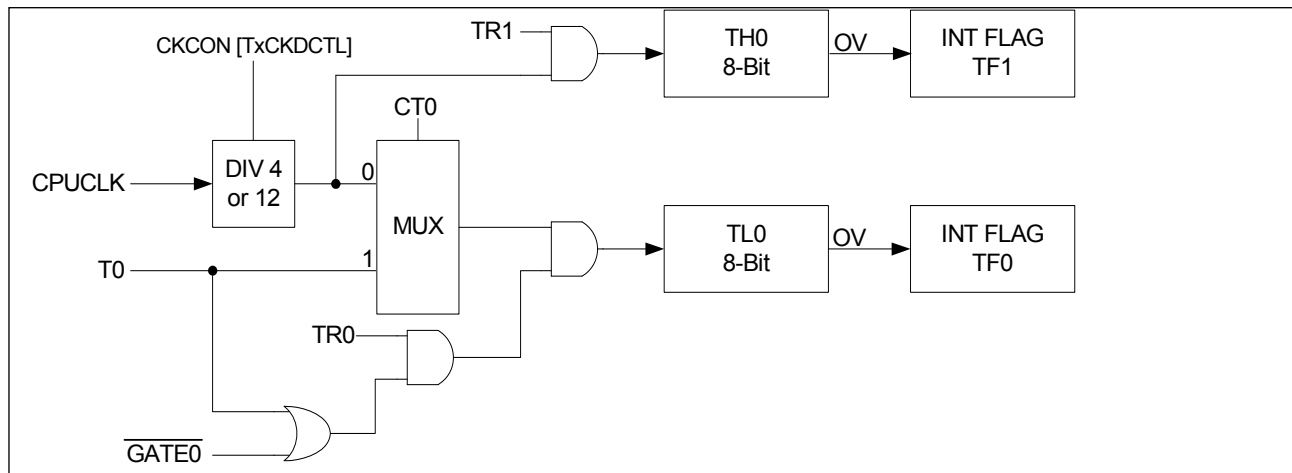 CKCON [TxCKDCTL]
TR1
TH0
8-Bit
OV
INT FLAG
TF1
CT0
CPUCLK
DIV 4
or 12
0
MUX
1
T0
TL0
8-Bit
OV
INT FLAG
TF0
TR0
GATE0